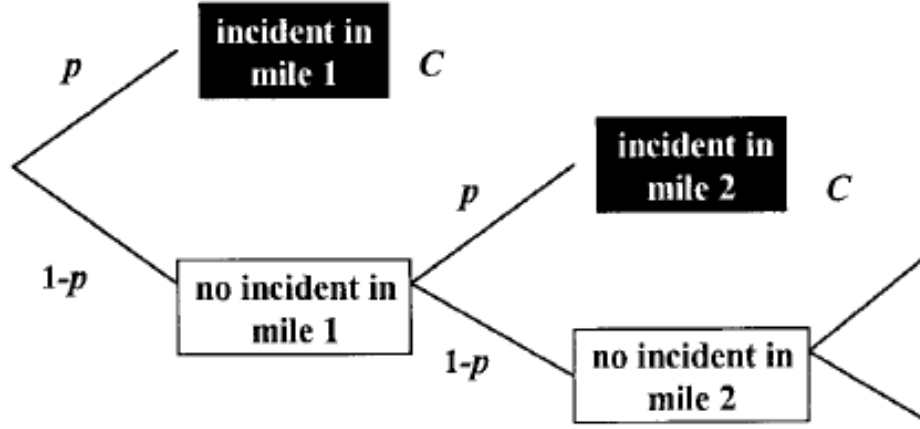 incident in
mile 1
p
C
incident in
mile 2
p
C
1-p
no incident in
mile 1
1-p
no incident in
mile 2